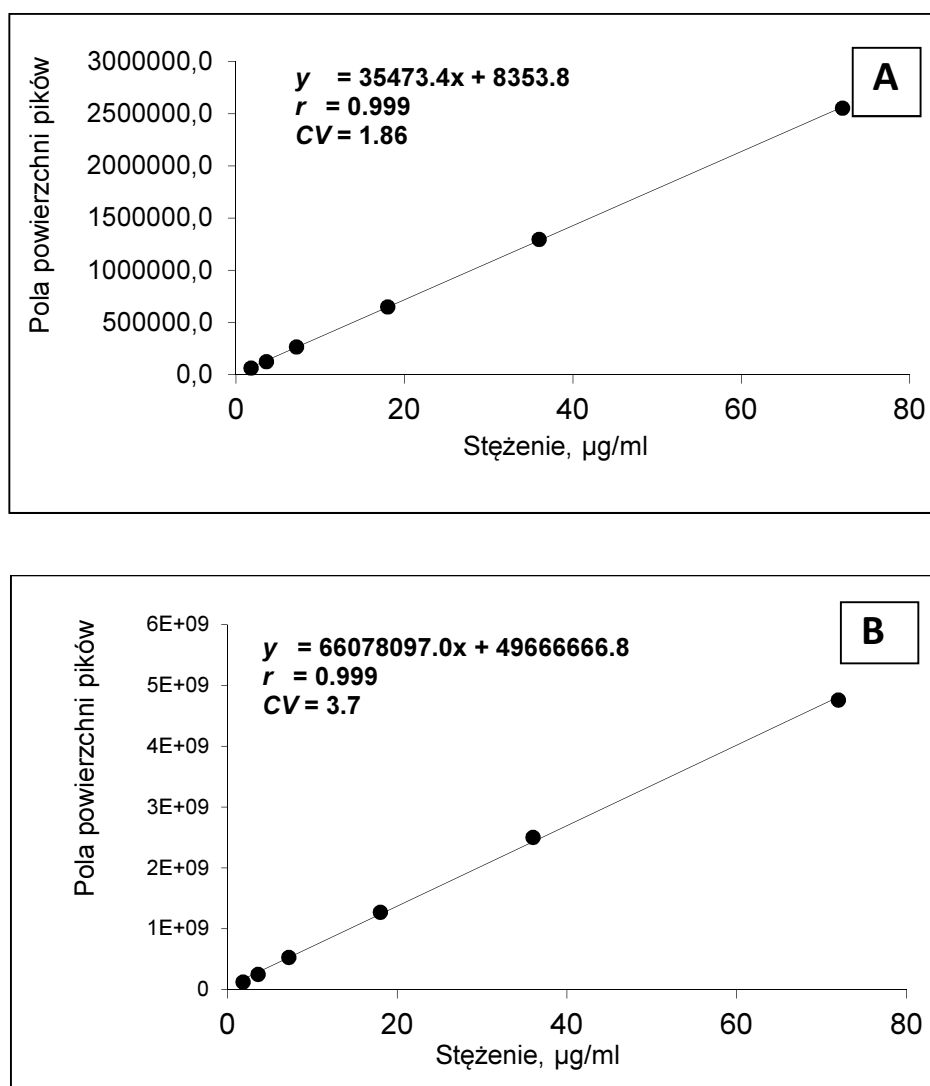 A
y = 35473.4x + 8353.8
r = 0.999
CV = 1.86
Pola powierzchni pików
3000000,0
2500000,0
2000000,0
1500000,0
1000000,0
500000,0
0,0
0 20 40 60 80
Stężenie, µg/ml
B
y = 66078097.0x + 49666666.8
r = 0.999
CV = 3.7
Pola powierzchni pików
6E+09
5E+09
4E+09
3E+09
2E+09
1E+09
0
0 20 40 60 80
Stężenie, µg/ml